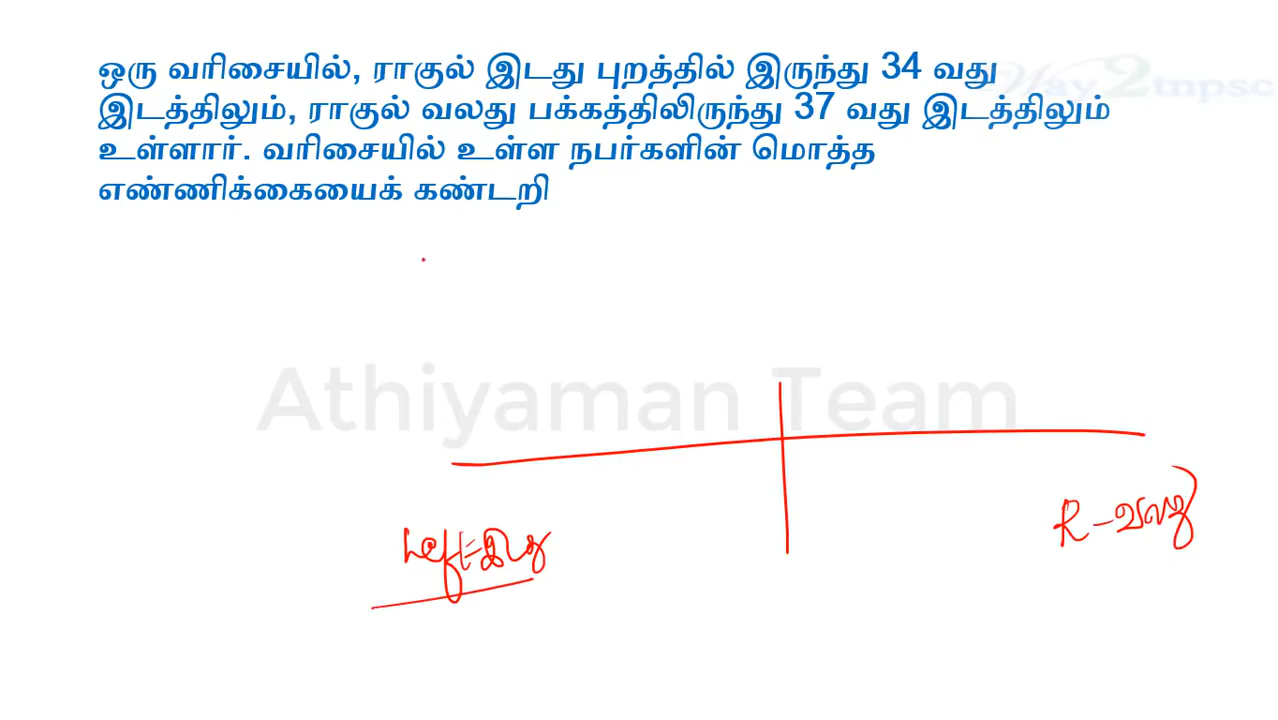 ஒரு வரிசையில், ராகுல் இடது புறத்தில் இருந்து 34 வது
இடத்திலும், ராகுல் வலது பக்கத்திலிருந்து 37 வது இடத்திலும்
உள்ளார். வரிசையில் உள்ள நபர்களின் மொத்த
எண்ணிக்கையைக் கண்டறி
Way2tnpsc
Athiyaman Team
Left=இடது
R-வலது